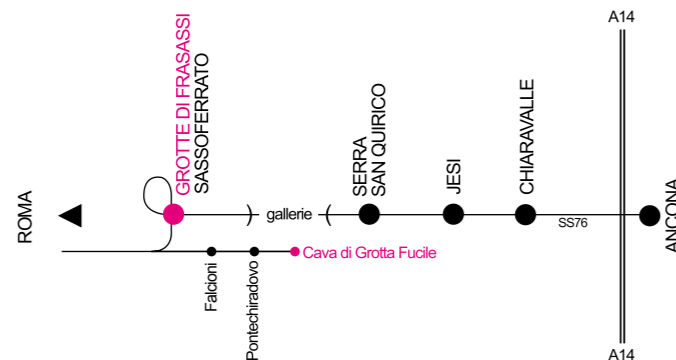 A14
ROMA
GROTTE DI FRASASSI
SASSOFERRATO
gallerie
SERRA
SAN QUIRICO
JESI
CHIARAVALLE
SS76
ANCONA
Falcioni
Pontechiradovo
Cava di Grotta Fucile
A14